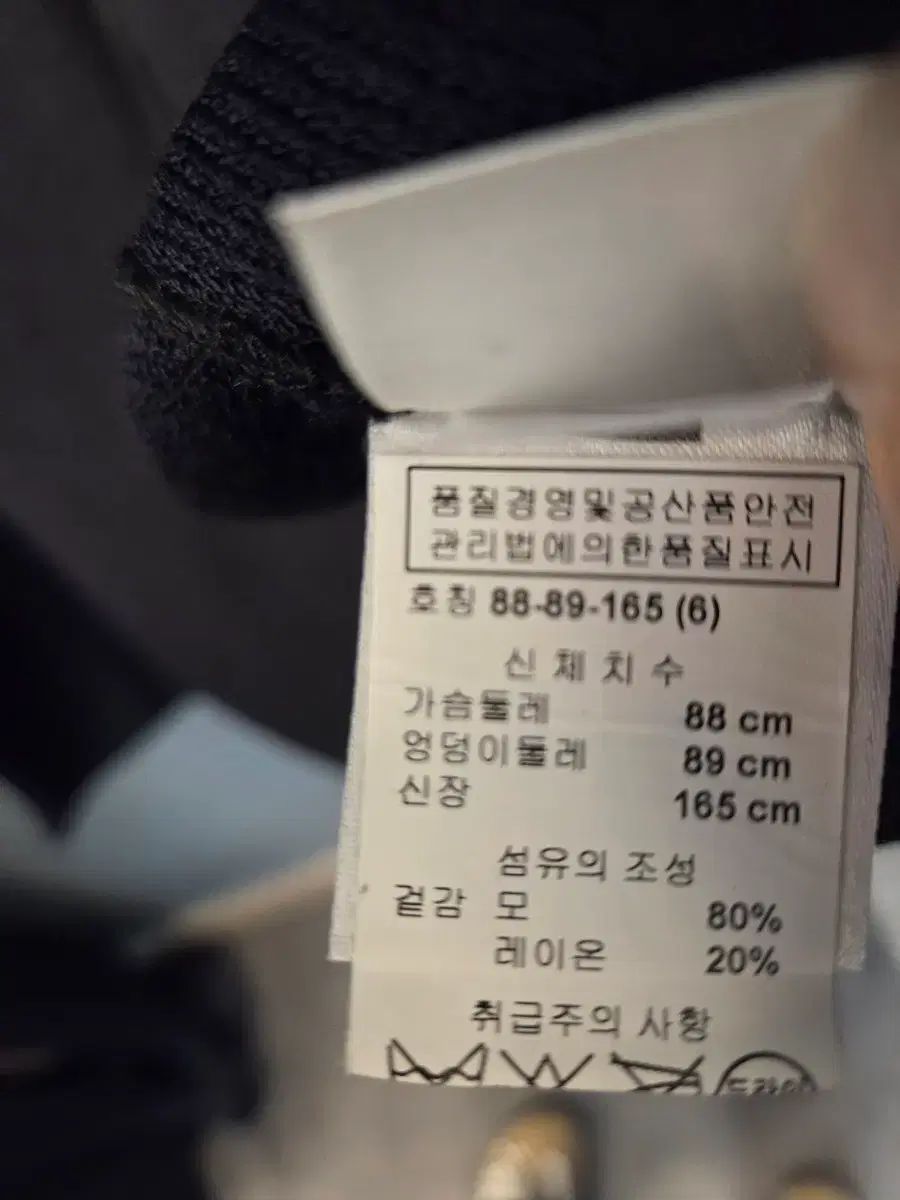 품질경영및공산품안전
관리법에의한품질표시
호칭 88-89-165 (6)
신체치수
가슴둘레 88 cm
엉덩이둘레 89 cm
신장 165 cm
섬유의 조성
겉감 모 80%
레이온 20%
취급주의 사항
드라이